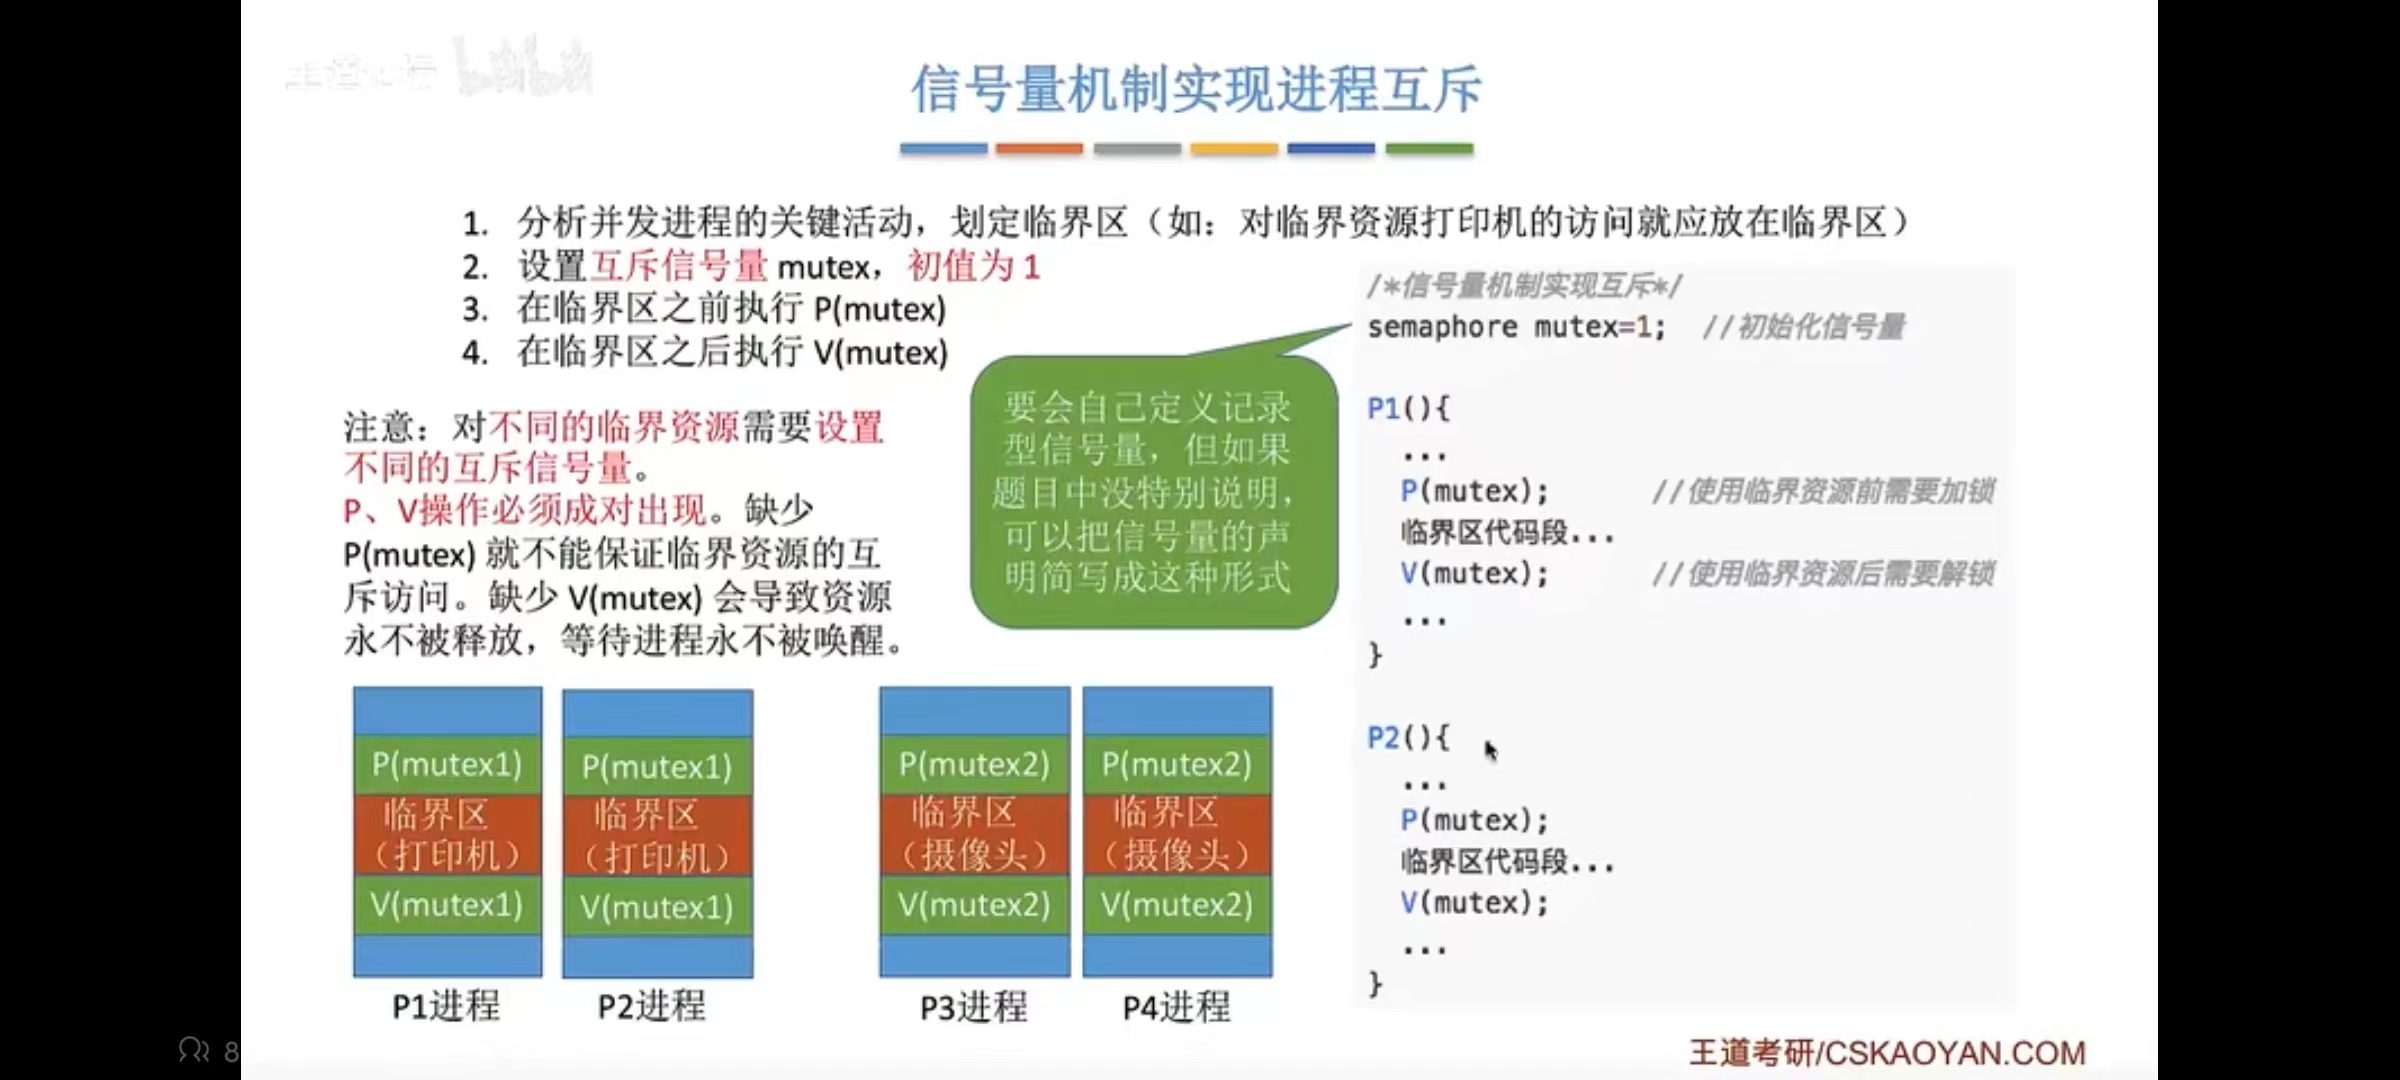 信号量机制实现进程互斥
1. 分析并发进程的关键活动，划定临界区（如：对临界资源打印机的访问就应放在临界区）
2. 设置互斥信号量 mutex，初值为 1
3. 在临界区之前执行 P(mutex)
4. 在临界区之后执行 V(mutex)
注意：对不同的临界资源需要设置
不同的互斥信号量。
P、V操作必须成对出现。缺少
P(mutex) 就不能保证临界资源的互
斥访问。缺少 V(mutex) 会导致资源
永不被释放，等待进程永不被唤醒。
要会自己定义记录
型信号量，但如果
题目中没特别说明，
可以把信号量的声
明简写成这种形式
/*信号量机制实现互斥*/
semaphore mutex=1; //初始化信号量
P1(){
...
P(mutex); //使用临界资源前需要加锁
临界区代码段...
V(mutex); //使用临界资源后需要解锁
...
}
P2(){
...
P(mutex);
临界区代码段...
V(mutex);
...
}
P(mutex1)
临界区
（打印机）
V(mutex1)
P1进程
P(mutex1)
临界区
（打印机）
V(mutex1)
P2进程
P(mutex2)
临界区
（摄像头）
V(mutex2)
P3进程
P(mutex2)
临界区
（摄像头）
V(mutex2)
P4进程
8
王道考研/CSKAOYAN.COM